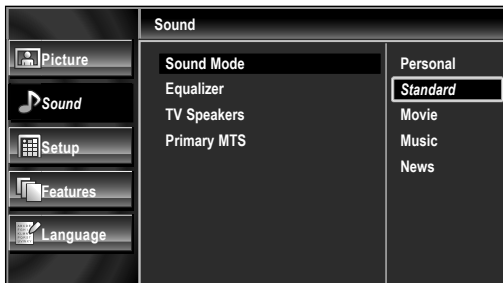 Sound
Picture
Sound
Setup
Features
Language
Sound Mode
Equalizer
TV Speakers
Primary MTS
Personal
Standard
Movie
Music
News